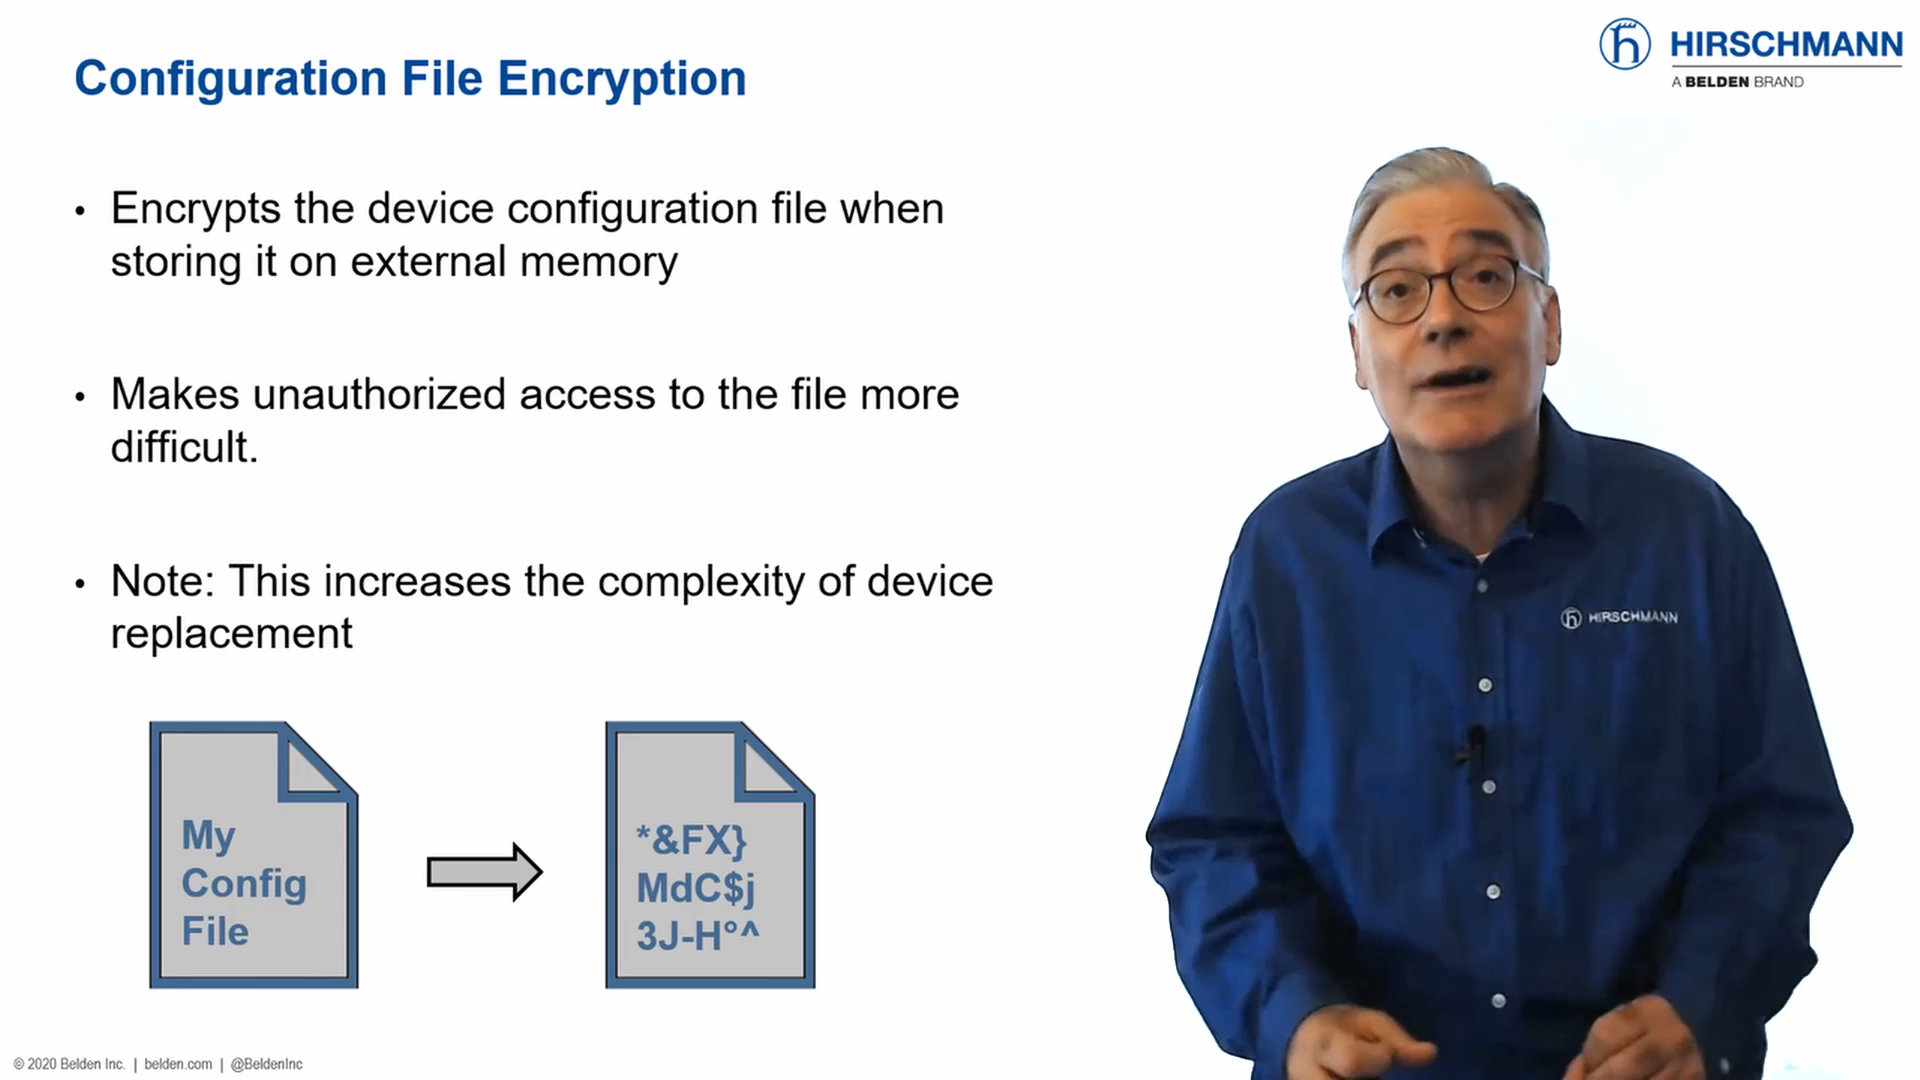 Configuration File Encryption
HIRSCHMANN
A BELDEN BRAND
• Encrypts the device configuration file when
storing it on external memory
• Makes unauthorized access to the file more
difficult.
• Note: This increases the complexity of device
replacement
HIRSCHMANN
My
Config
File
*&FX}
MdC$j
3J-H°^
© 2020 Belden Inc. | belden.com | @BeldenInc